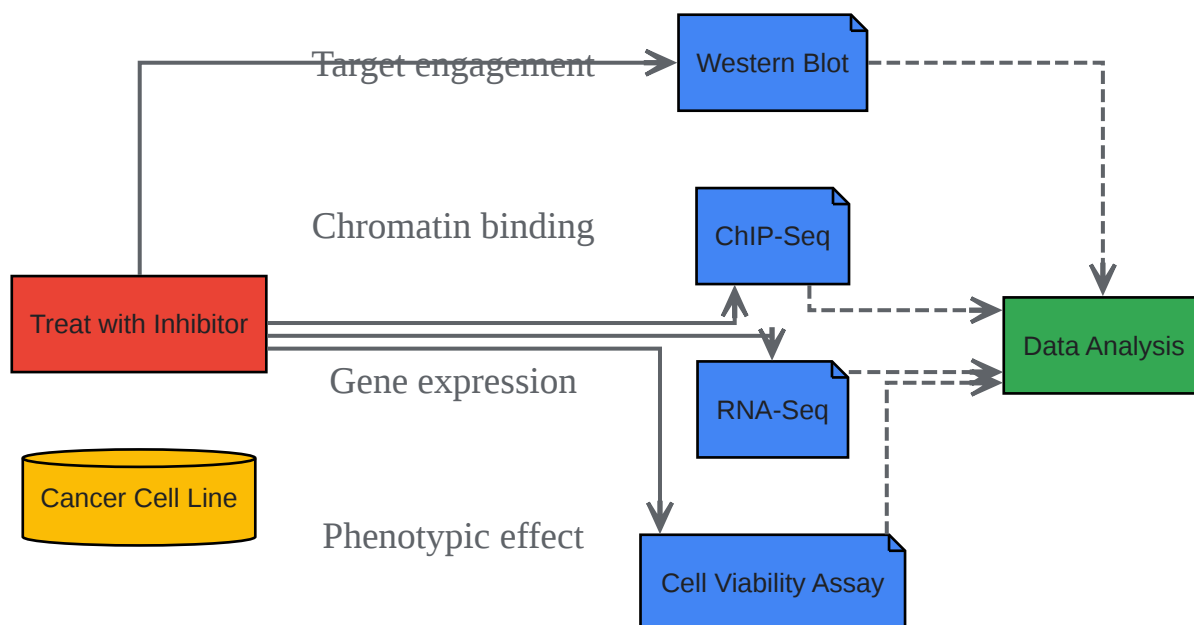 Target engagement
Western Blot
Chromatin binding
ChIP-Seq
Treat with Inhibitor
Data Analysis
Gene expression
RNA-Seq
Cancer Cell Line
Phenotypic effect
Cell Viability Assay